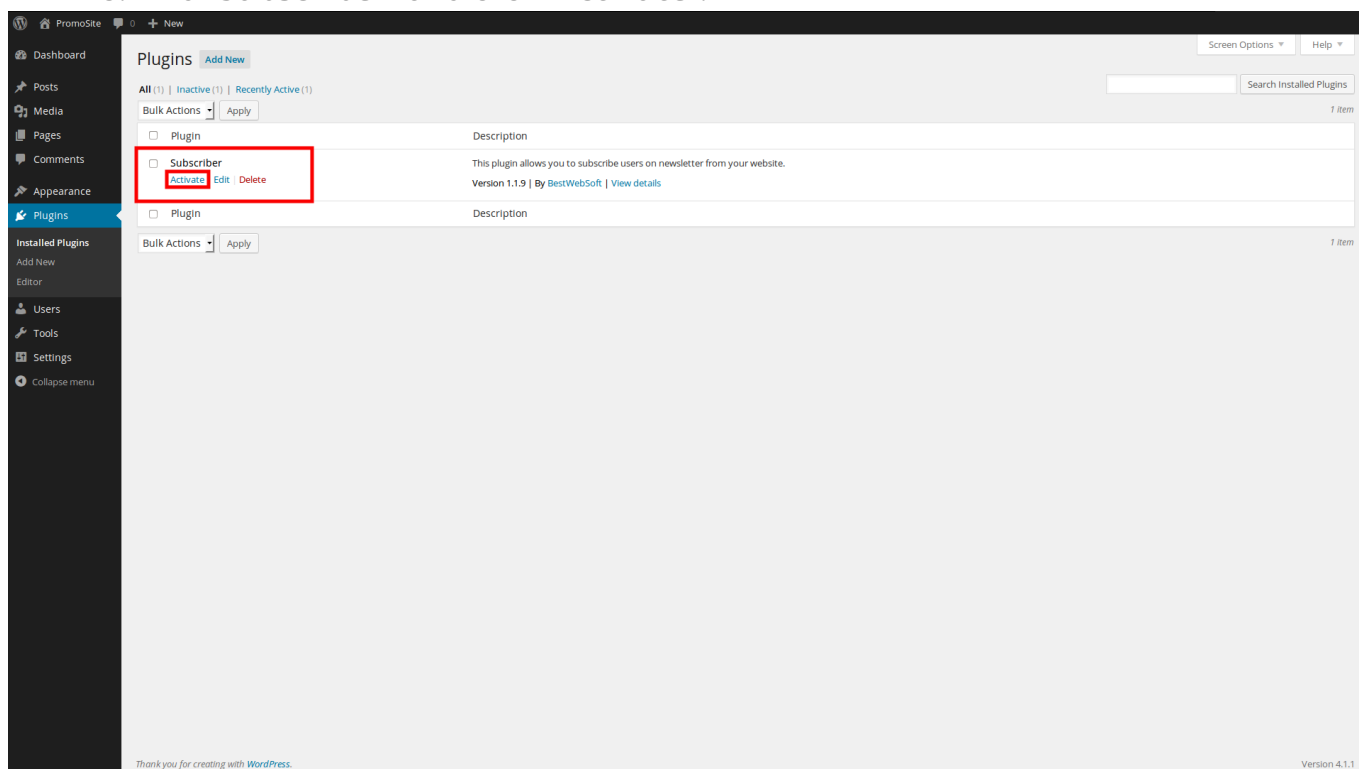 PromoSite 0 New
Screen Options Help
Dashboard
Plugins Add New
Posts
All (1) | Inactive (1) | Recently Active (1)
Search Installed Plugins
Media
Bulk Actions Apply
1 item
Pages
Plugin Description
Comments
Subscriber
This plugin allows you to subscribe users on newsletter from your website.
Activate Edit | Delete
Version 1.1.9 | By BestWebSoft | View details
Appearance
Plugins
Plugin Description
Installed Plugins
Bulk Actions Apply
1 item
Add New
Editor
Users
Tools
Settings
Collapse menu
Thank you for creating with WordPress.
Version 4.1.1